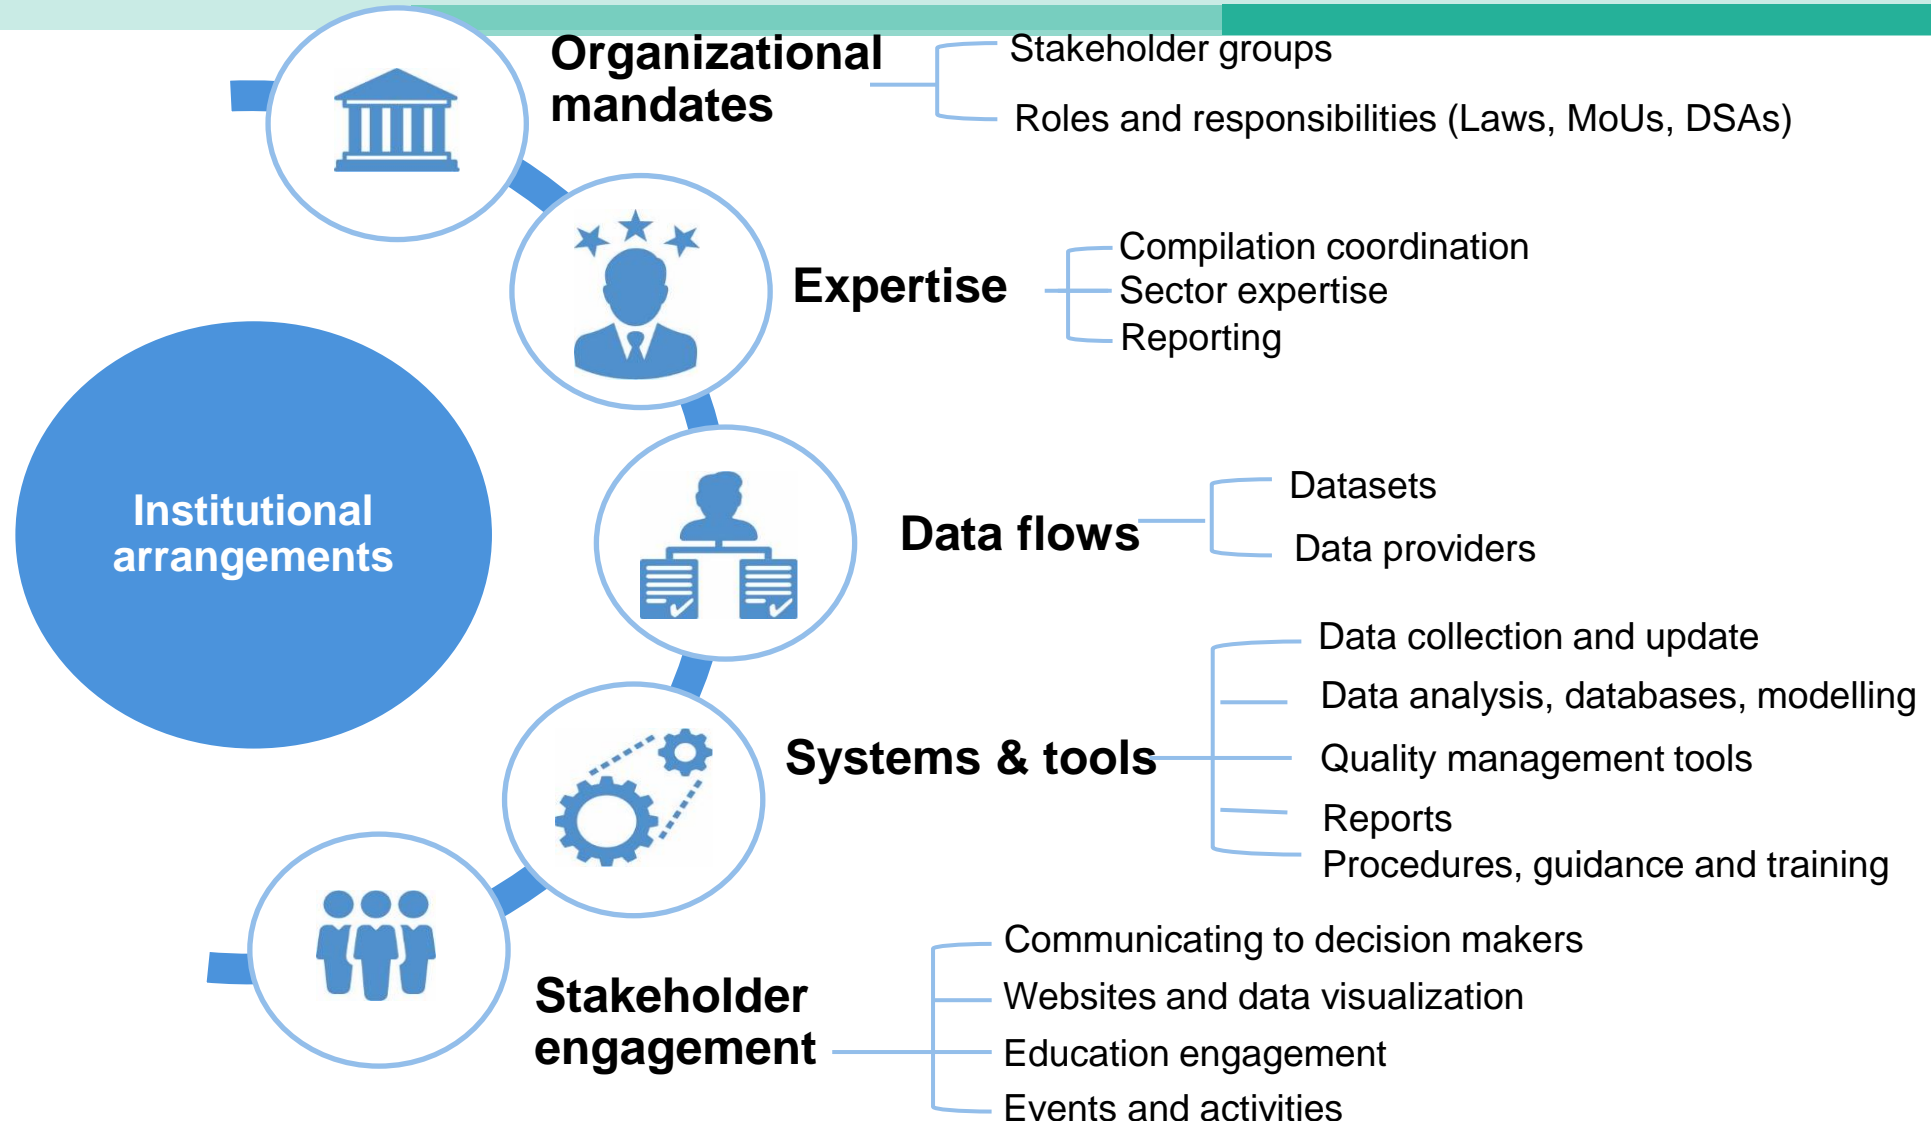 Organizational
mandates
Stakeholder groups
Roles and responsibilities (Laws, MoUs, DSAs)
Expertise
Compilation coordination
Sector expertise
Reporting
Institutional
arrangements
Data flows
Datasets
Data providers
Systems & tools
Data collection and update
Data analysis, databases, modelling
Quality management tools
Reports
Procedures, guidance and training
Stakeholder
engagement
Communicating to decision makers
Websites and data visualization
Education engagement
Events and activities